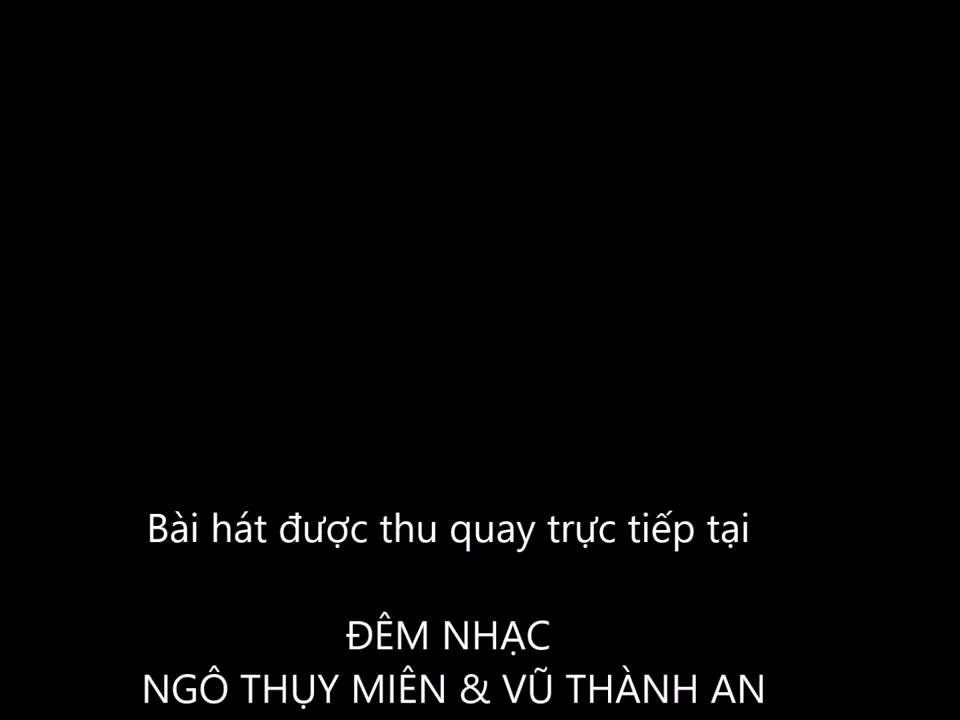 Bài hát được thu quay trực tiếp tại
ĐÊM NHẠC
NGÔ THỤY MIÊN & VŨ THÀNH AN